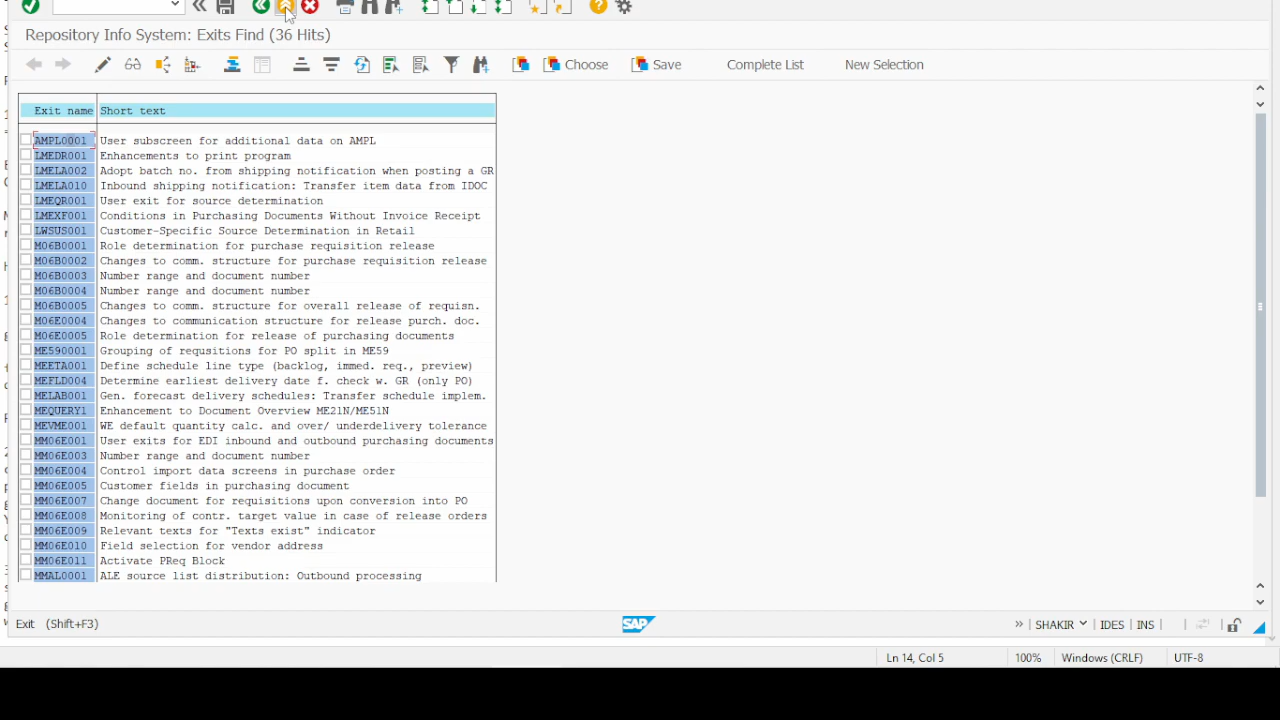 Repository Info System: Exits Find (36 Hits)
Choose Save Complete List New Selection
Exit name Short text
AMPL0001 User subscreen for additional data on AMPL
LMEDR001 Enhancements to print program
LMELA002 Adopt batch no. from shipping notification when posting a GR
LMELA010 Inbound shipping notification: Transfer item data from IDOC
LMEQR001 User exit for source determination
LMEXF001 Conditions in Purchasing Documents Without Invoice Receipt
LWSUS001 Customer-Specific Source Determination in Retail
M06B0001 Role determination for purchase requisition release
M06B0002 Changes to comm. structure for purchase requisition release
M06B0003 Number range and document number
M06B0004 Number range and document number
M06B0005 Changes to comm. structure for overall release of requisn.
M06E0004 Changes to communication structure for release purch. doc.
M06E0005 Role determination for release of purchasing documents
ME590001 Grouping of requsitions for PO split in ME59
MEETA001 Define schedule line type (backlog, immed. req., preview)
MEFLD004 Determine earliest delivery date f. check w. GR (only PO)
MELAB001 Gen. forecast delivery schedules: Transfer schedule implem.
MEQUERY1 Enhancement to Document Overview ME21N/ME51N
MEVME001 WE default quantity calc. and over/ underdelivery tolerance
MM06E001 User exits for EDI inbound and outbound purchasing documents
MM06E003 Number range and document number
MM06E004 Control import data screens in purchase order
MM06E005 Customer fields in purchasing document
MM06E007 Change document for requisitions upon conversion into PO
MM06E008 Monitoring of contr. target value in case of release orders
MM06E009 Relevant texts for "Texts exist" indicator
MM06E010 Field selection for vendor address
MM06E011 Activate PReq Block
MMAL0001 ALE source list distribution: Outbound processing
Exit (Shift+F3) SAP » SHAKIR IDES INS
Ln 14, Col 5 100% Windows (CRLF) UTF-8